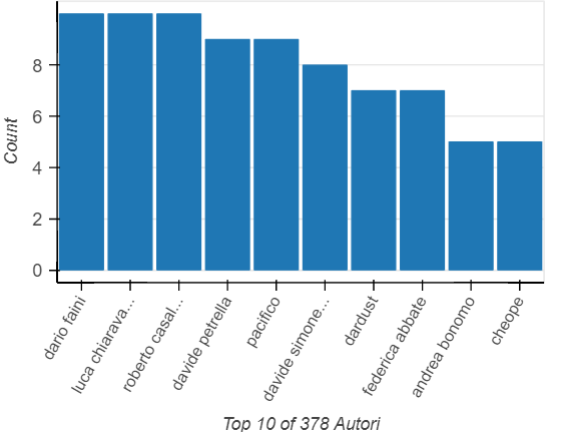 8
6
4
2
0
Count
dario faini
luca chiarava...
roberto casal...
davide petrella
pacifico
davide simone...
dardust
federica abbate
andrea bonomo
cheope
Top 10 of 378 Autori